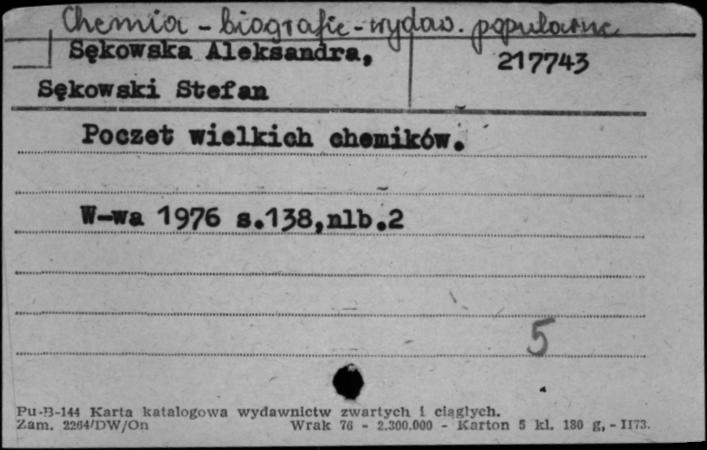 Chemia - biografie - wydaw. popularne
Sękowska Aleksandra,
217743
Sękowski Stefan
Poczet wielkich chemików.
W-wa 1976 s.138,nlb.2
5
Pu-B-144 Karta katalogowa wydawnictw zwartych i ciągłych.
Zam. 2264/DW/On Wrak 76 - 2.300.000 - Karton 5 kl. 180 g, - II73.